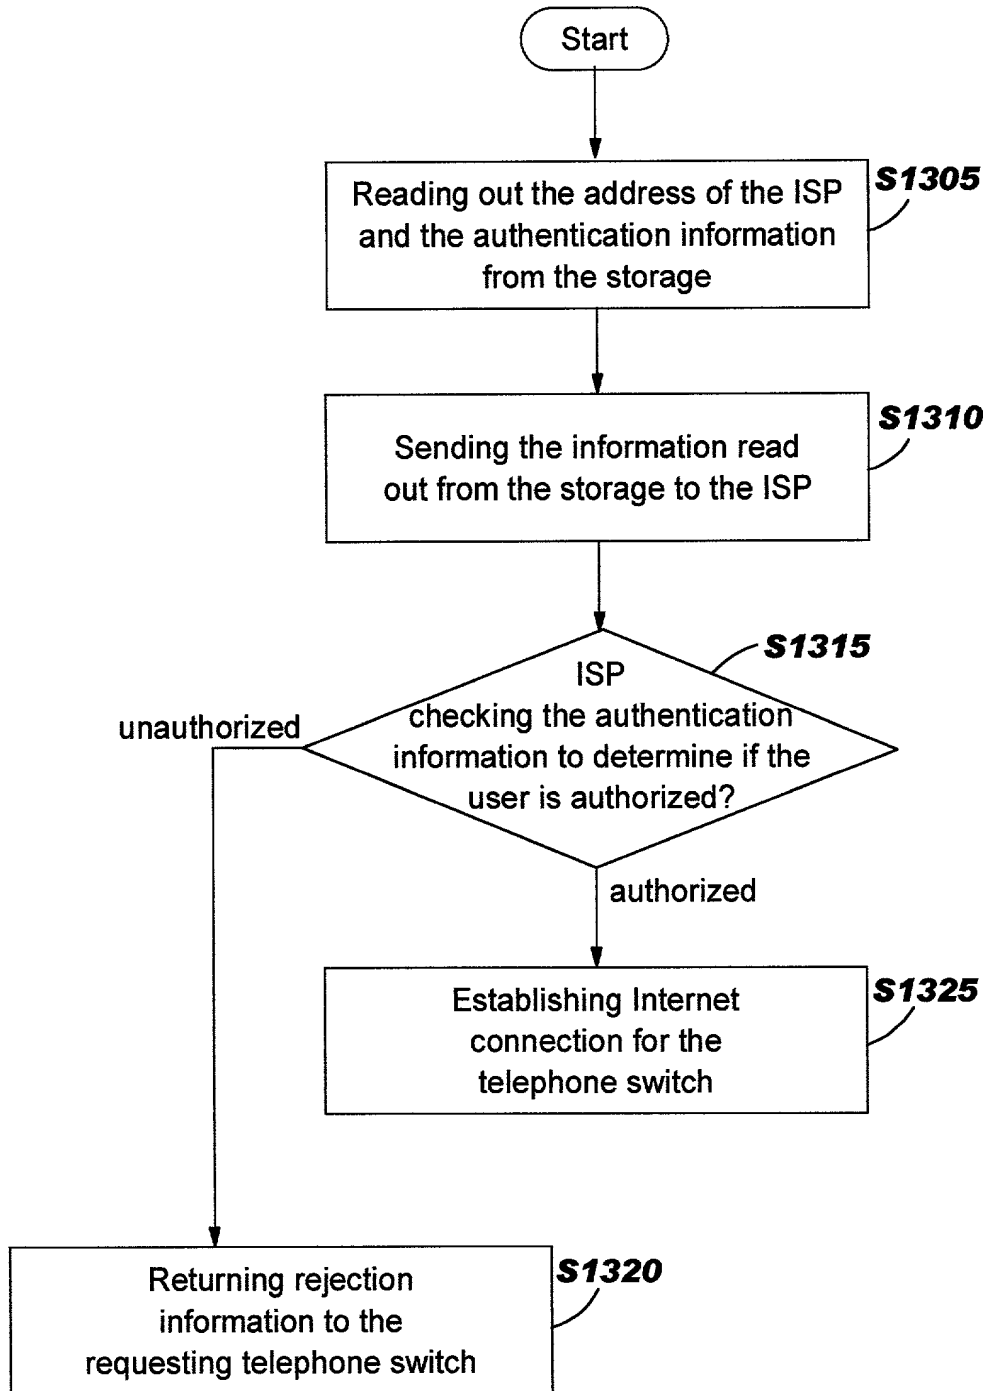 Start
Reading out the address of the ISP
and the authentication information
from the storage
S1305
Sending the information read
out from the storage to the ISP
S1310
ISP
checking the authentication
information to determine if the
user is authorized?
S1315
unauthorized
authorized
Establishing Internet
connection for the
telephone switch
S1325
Returning rejection
information to the
requesting telephone switch
S1320